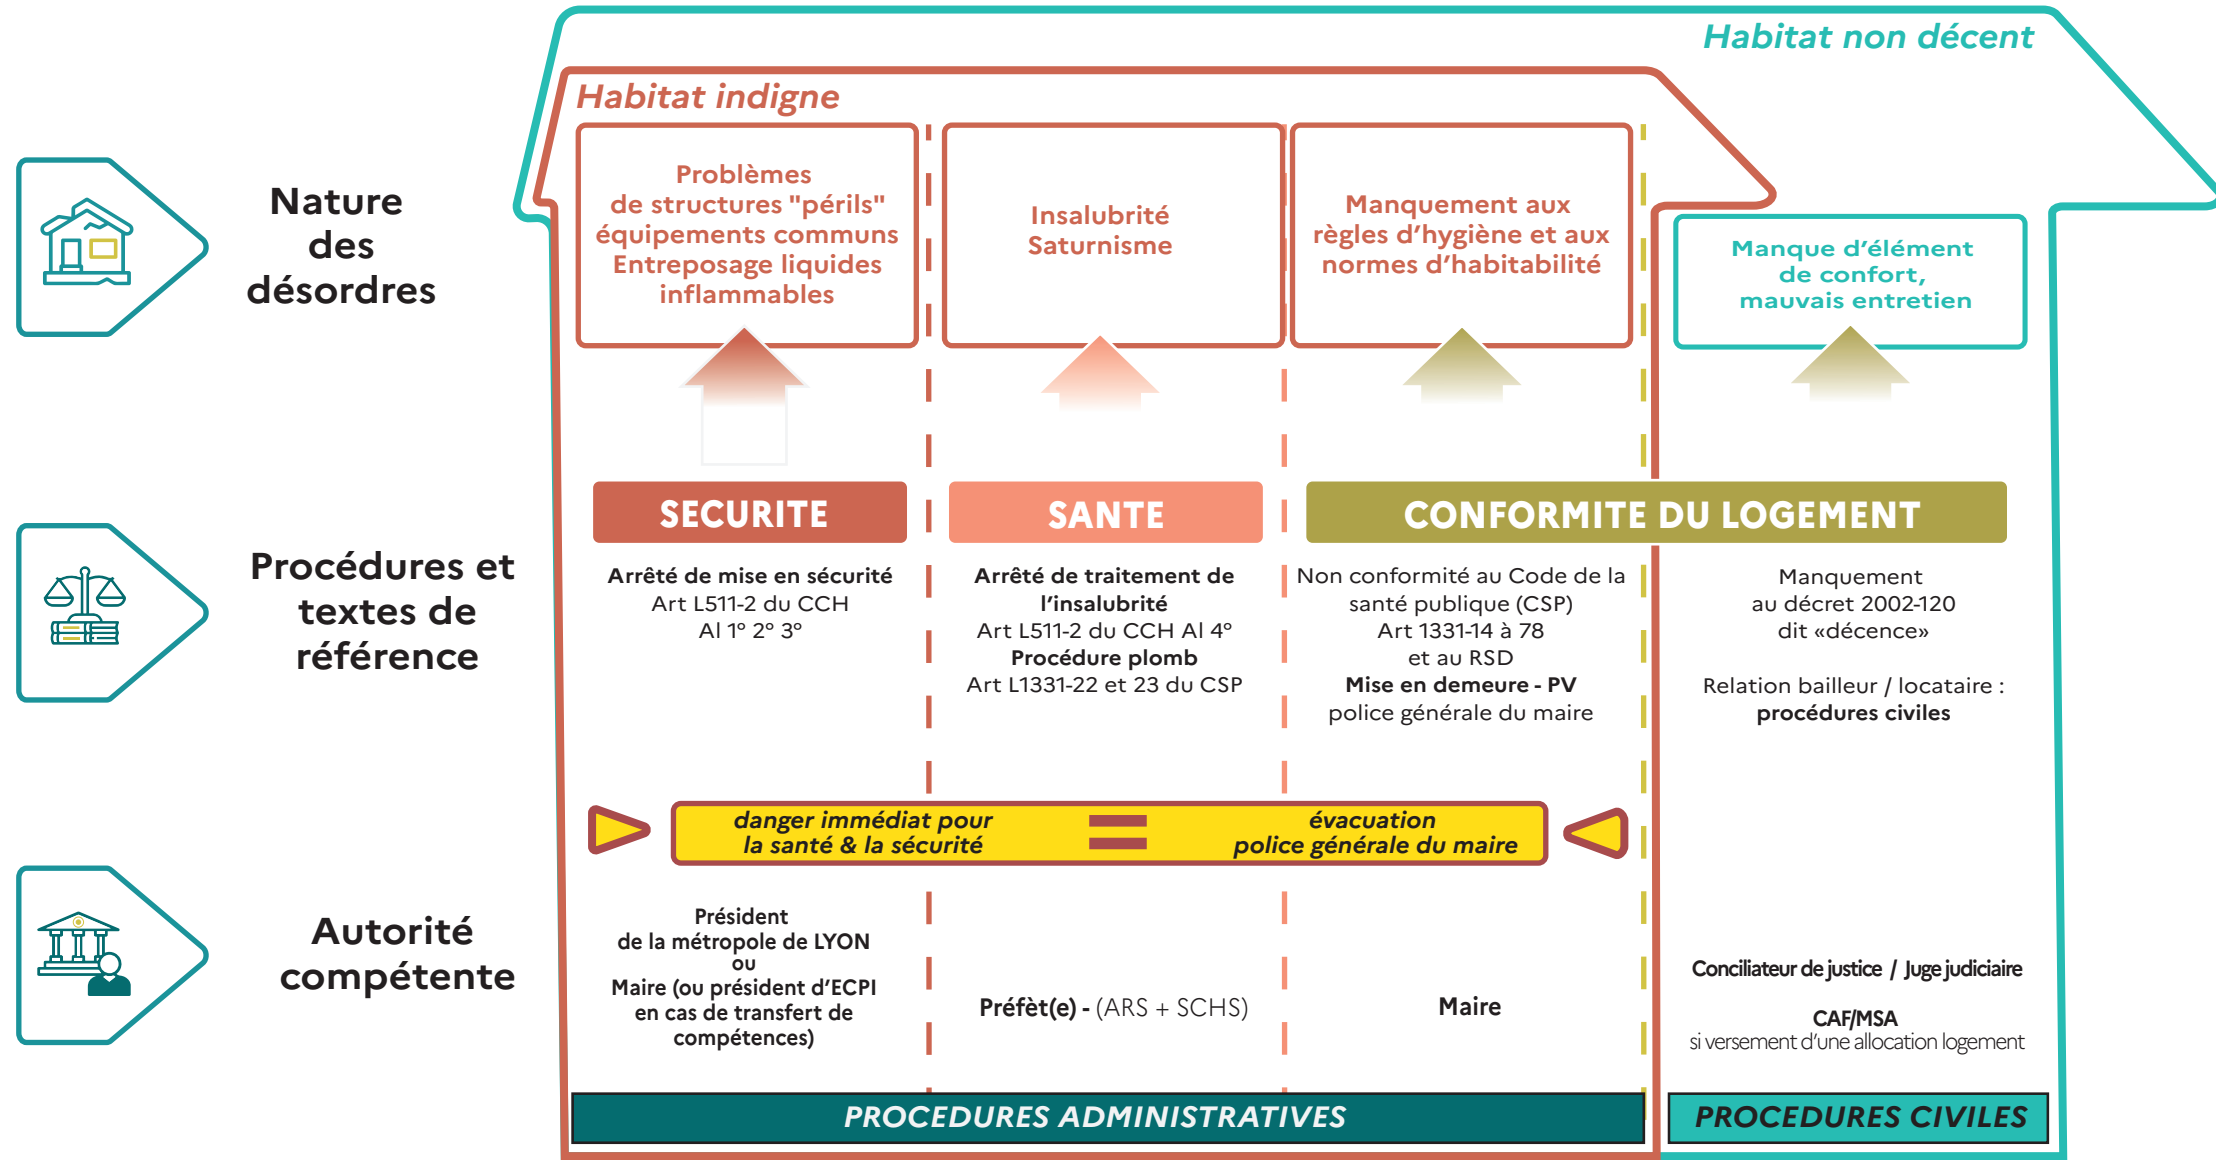 Habitat non décent
Habitat indigne
Nature
des
désordres
Problèmes
de structures "périls"
équipements communs
Entreposage liquides
inflammables
Insalubrité
Saturnisme
Manquement aux
règles d'hygiène et aux
normes d'habitabilité
Manque d'élément
de confort,
mauvais entretien
Procédures et
textes de
référence
SECURITE
Arrêté de mise en sécurité
Art L511-2 du CCH
Al 1° 2° 3°
SANTE
Arrêté de traitement de
l'insalubrité
Art L511-2 du CCH Al 4°
Procédure plomb
Art L1331-22 et 23 du CSP
CONFORMITE DU LOGEMENT
Non conformité au Code de la
santé publique (CSP)
Art 1331-14 à 78
et au RSD
Mise en demeure - PV
police générale du maire
Manquement
au décret 2002-120
dit «décence»
Relation bailleur / locataire :
procédures civiles
danger immédiat pour
la santé & la sécurité
=
évacuation
police générale du maire
Autorité
compétente
Président
de la métropole de LYON
ou
Maire (ou président d'ECPI
en cas de transfert de
compétences)
Préfèt(e) - (ARS + SCHS)
Maire
Conciliateur de justice / Juge judiciaire
CAF/MSA
si versement d'une allocation logement
PROCEDURES ADMINISTRATIVES
PROCEDURES CIVILES